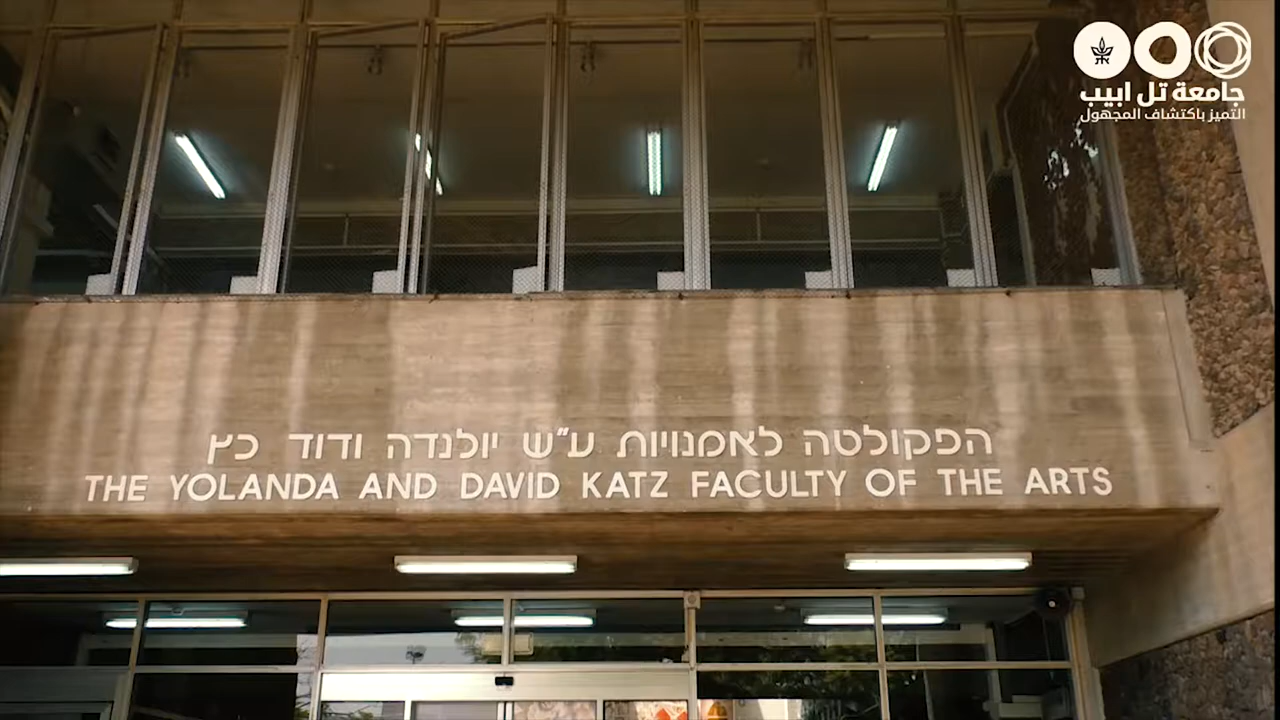 جامعة تل ابيب
التميز باكتشاف المجهول
הפקולטה לאמנויות ע״ש יולנדה ודוד כץ
THE YOLANDA AND DAVID KATZ FACULTY OF THE ARTS